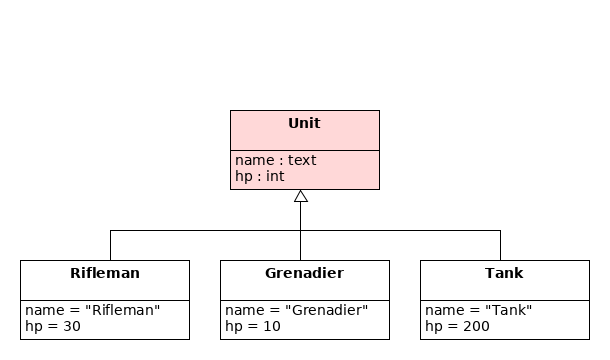 Unit
name : text
hp : int
Rifleman
name = "Rifleman"
hp = 30
Grenadier
name = "Grenadier"
hp = 10
Tank
name = "Tank"
hp = 200